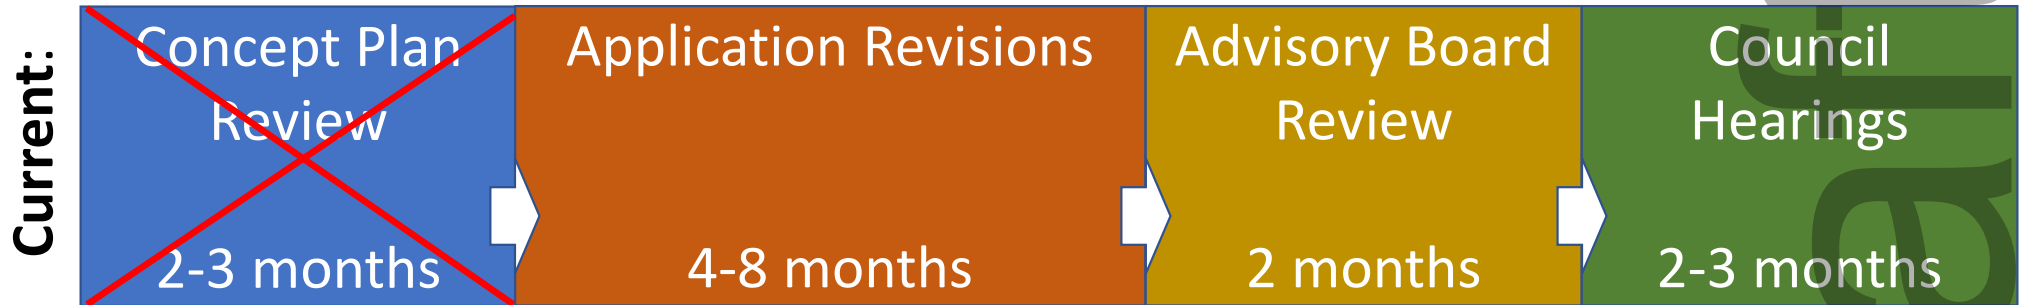 Current:
Concept Plan
Review
2-3 months
Application Revisions
4-8 months
Advisory Board
Review
2 months
Council
Hearings
2-3 months